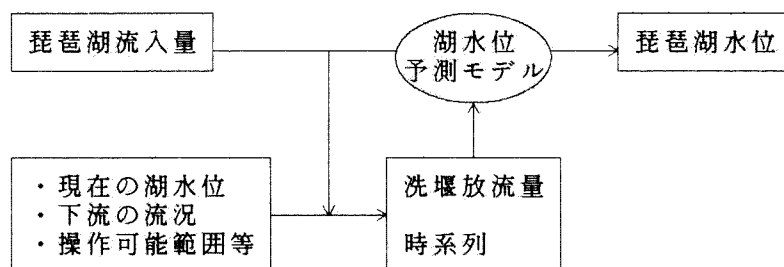 琵琶湖流入量
湖水位
予測モデル
琵琶湖水位
・現在の湖水位
・下流の流況
・操作可能範囲等
洗堰放流量
時系列